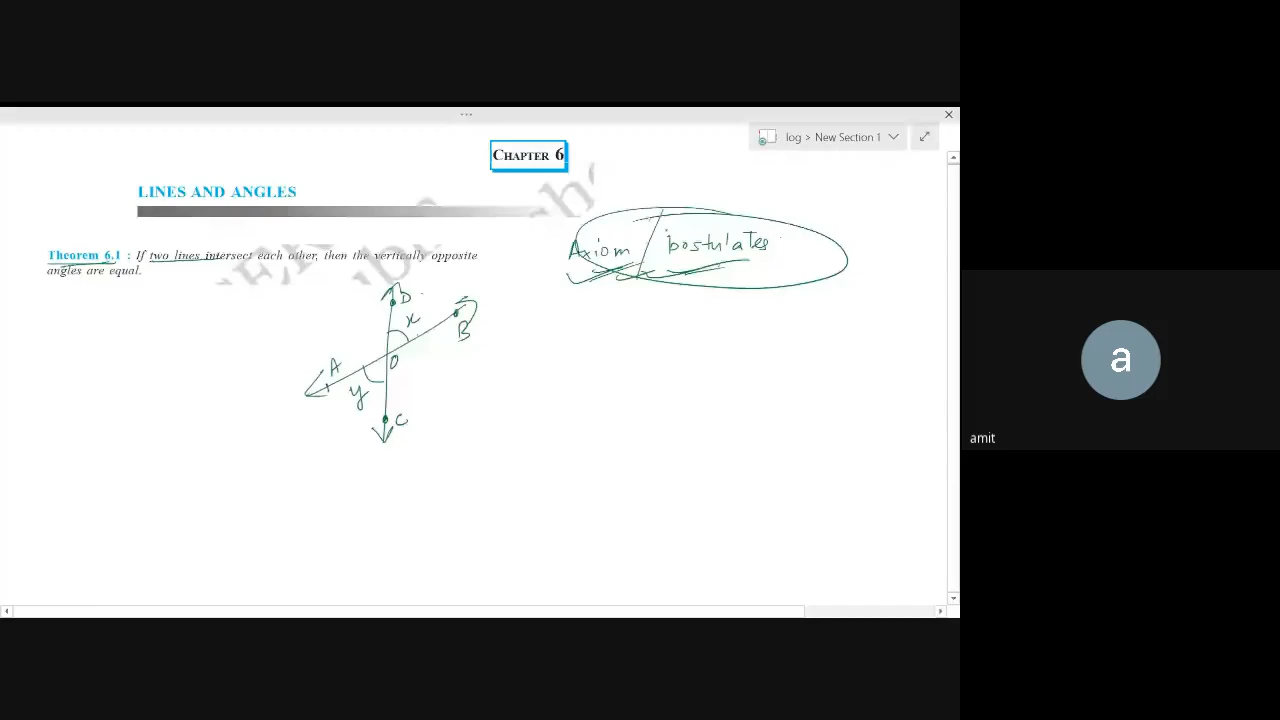 log > New Section 1
CHAPTER 6
LINES AND ANGLES
Axiom / postulates
Theorem 6.1 : If two lines intersect each other, then the vertically opposite
angles are equal.
D
x
B
A
O
y
C
a
amit